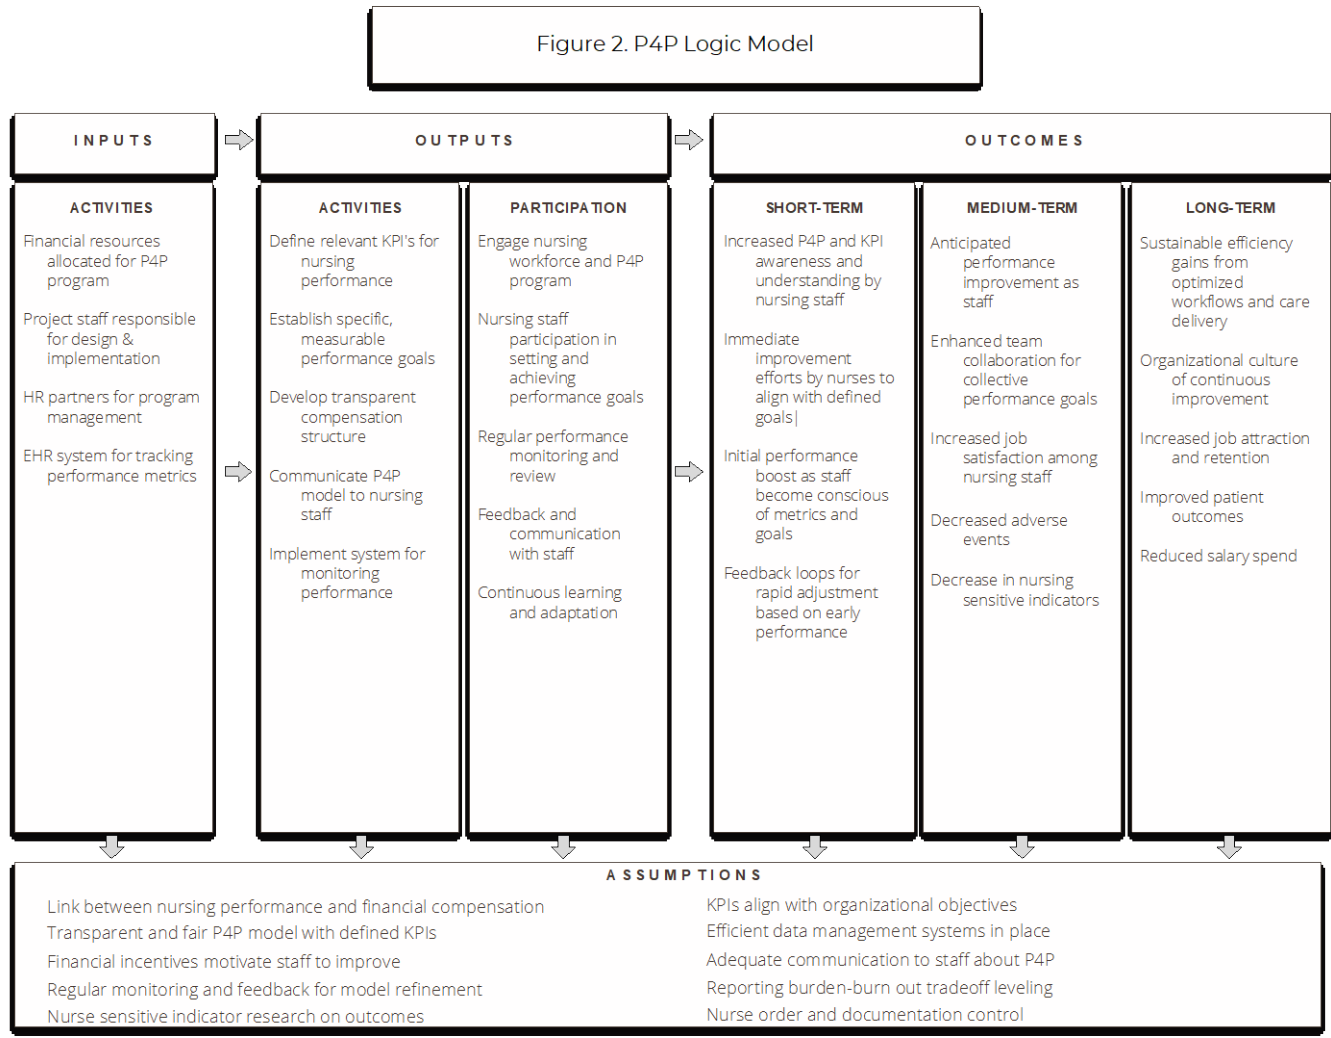 Figure 2. P4P Logic Model
INPUTS
OUTPUTS
OUTCOMES
ACTIVITIES
Financial resources
allocated for P4P
program
Project staff responsible
for design &
implementation
HR partners for program
management
EHR system for tracking
performance metrics
ACTIVITIES
Define relevant KPI's for
nursing
performance
Establish specific,
measurable
performance goals
Develop transparent
compensation
structure
Communicate P4P
model to nursing
staff
Implement system for
monitoring
performance
PARTICIPATION
Engage nursing
workforce and P4P
program
Nursing staff
participation in
setting and
achieving
performance goals
Regular performance
monitoring and
review
Feedback and
communication
with staff
Continuous learning
and adaptation
SHORT-TERM
Increased P4P and KPI
awareness and
understanding by
nursing staff
Immediate
improvement
efforts by nurses to
align with defined
goals|
Initial performance
boost as staff
become conscious
of metrics and
goals
Feedback loops for
rapid adjustment
based on early
performance
MEDIUM-TERM
Anticipated
performance
improvement as
staff
Enhanced team
collaboration for
collective
performance goals
Increased job
satisfaction among
nursing staff
Decreased adverse
events
Decrease in nursing
sensitive indicators
LONG-TERM
Sustainable efficiency
gains from
optimized
workflows and care
delivery
Organizational culture
of continuous
improvement
Increased job attraction
and retention
Improved patient
outcomes
Reduced salary spend
ASSUMPTIONS
Link between nursing performance and financial compensation
Transparent and fair P4P model with defined KPIs
Financial incentives motivate staff to improve
Regular monitoring and feedback for model refinement
Nurse sensitive indicator research on outcomes
KPIs align with organizational objectives
Efficient data management systems in place
Adequate communication to staff about P4P
Reporting burden-burn out tradeoff leveling
Nurse order and documentation control